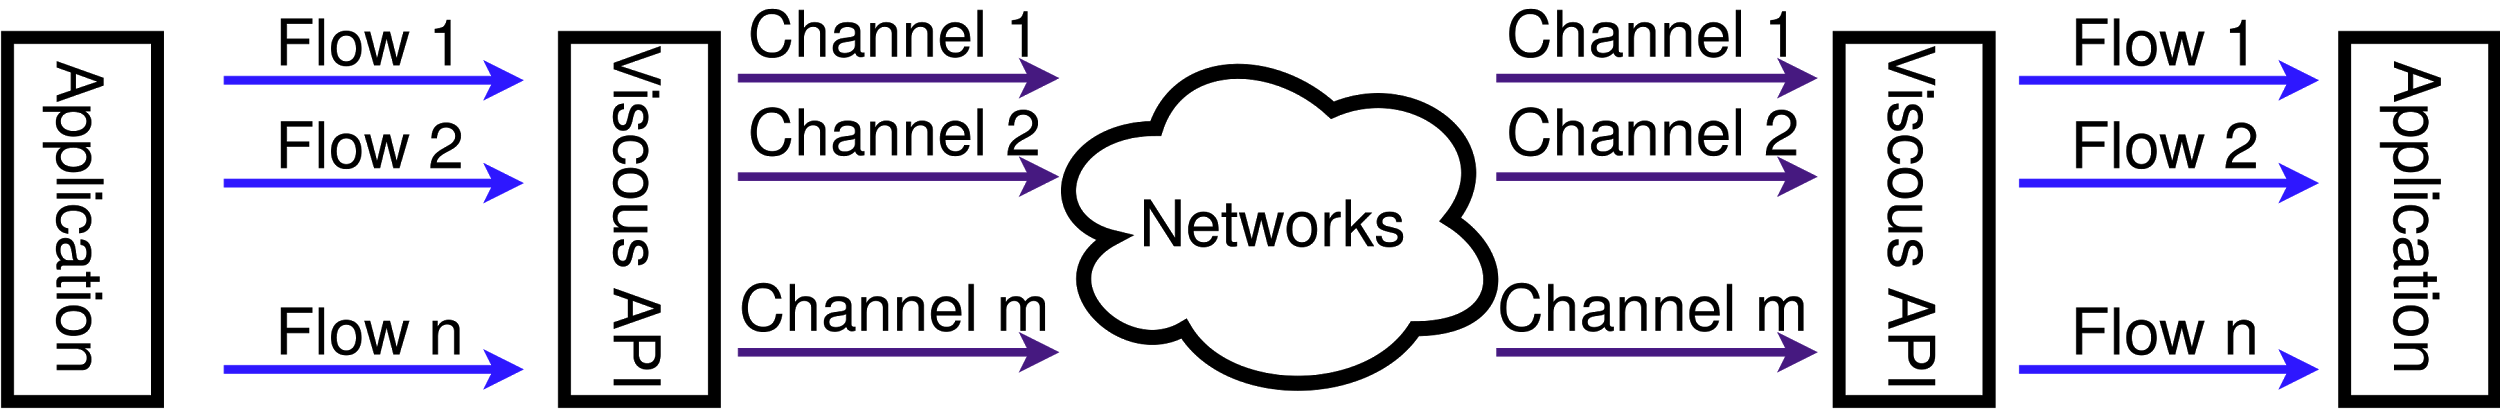 Application
Flow 1
Flow 2
Flow n
Viscous API
Channel 1
Channel 2
Channel m
Networks
Channel 1
Channel 2
Channel m
Viscous API
Flow 1
Flow 2
Flow n
Application